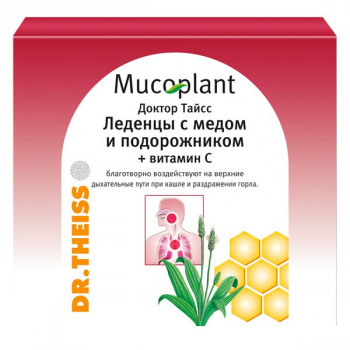 Mucoplant
Доктор Тайсс
Леденцы с медом
и подорожником
+ витамин С
благотворно воздействуют на верхние
дыхательные пути при кашле и раздражении горла.
DR.THEISS